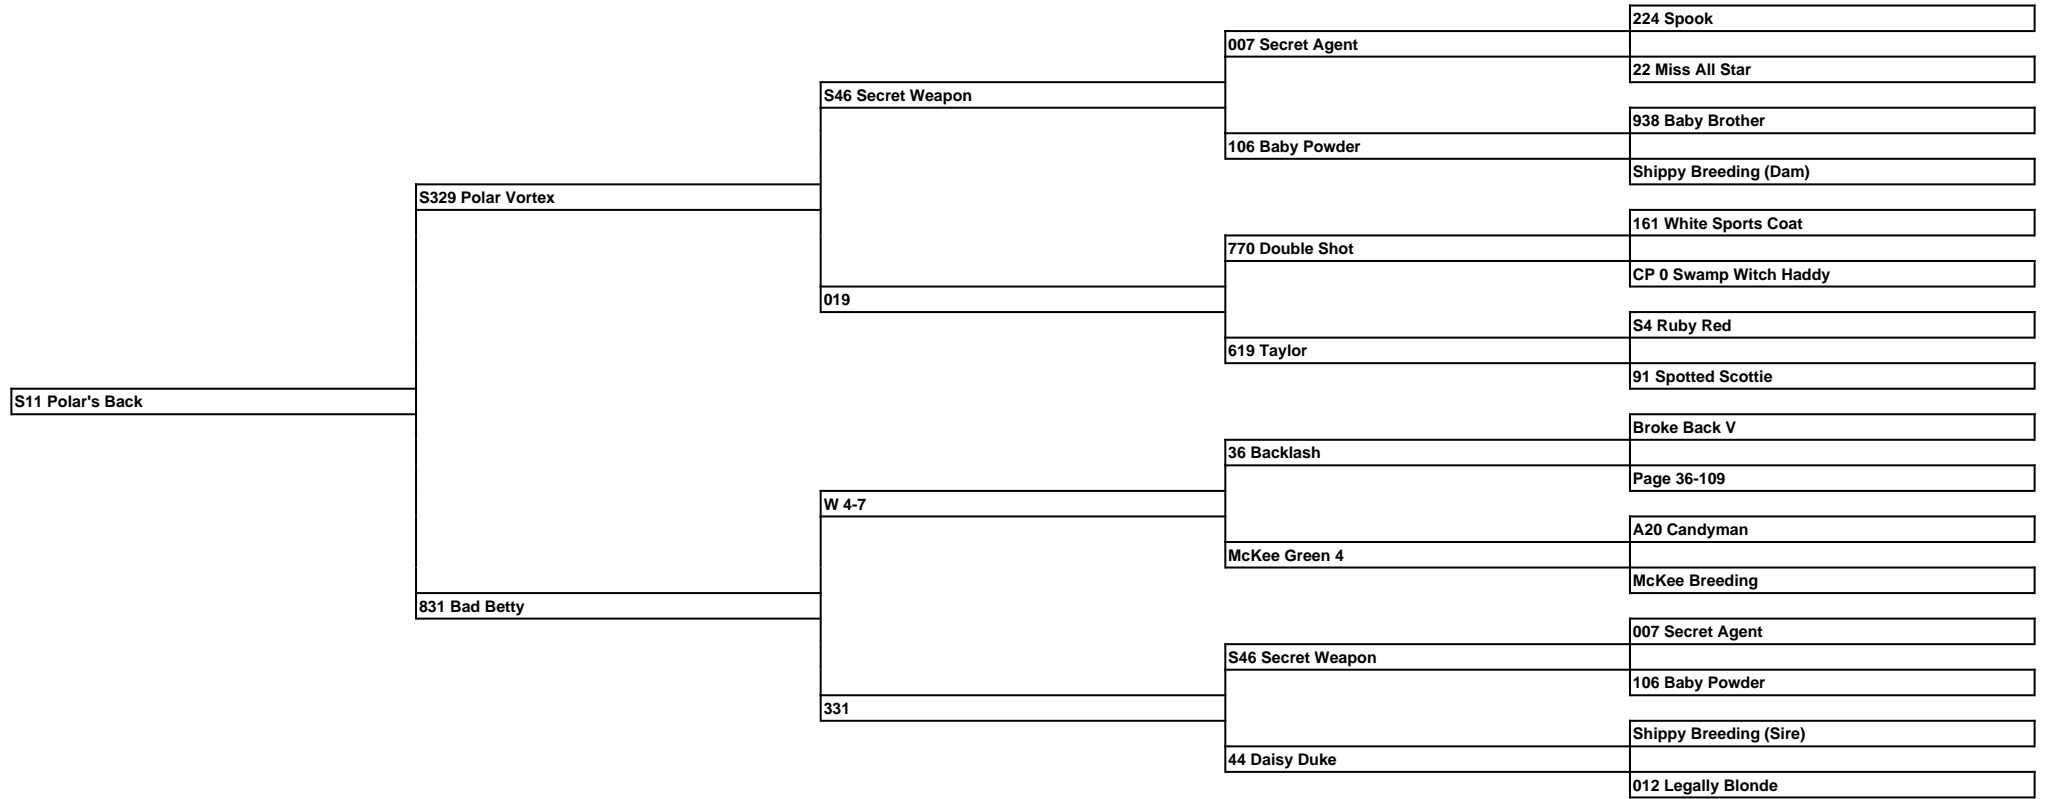 224 Spook
007 Secret Agent
22 Miss All Star
S46 Secret Weapon
938 Baby Brother
106 Baby Powder
Shippy Breeding (Dam)
S329 Polar Vortex
161 White Sports Coat
770 Double Shot
CP 0 Swamp Witch Haddy
019
S4 Ruby Red
619 Taylor
91 Spotted Scottie
S11 Polar's Back
Broke Back V
36 Backlash
Page 36-109
W 4-7
A20 Candyman
McKee Green 4
McKee Breeding
831 Bad Betty
007 Secret Agent
S46 Secret Weapon
106 Baby Powder
331
Shippy Breeding (Sire)
44 Daisy Duke
012 Legally Blonde